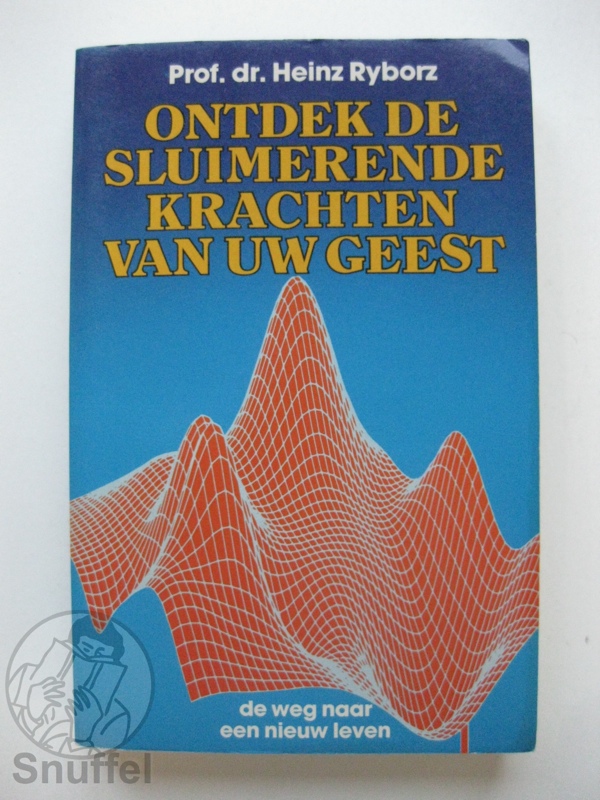 Prof. dr. Heinz Ryborz
ONTDEK DE
SLUIMERENDE
KRACHTEN
VAN UW GEEST
de weg naar
een nieuw leven
Snuffel